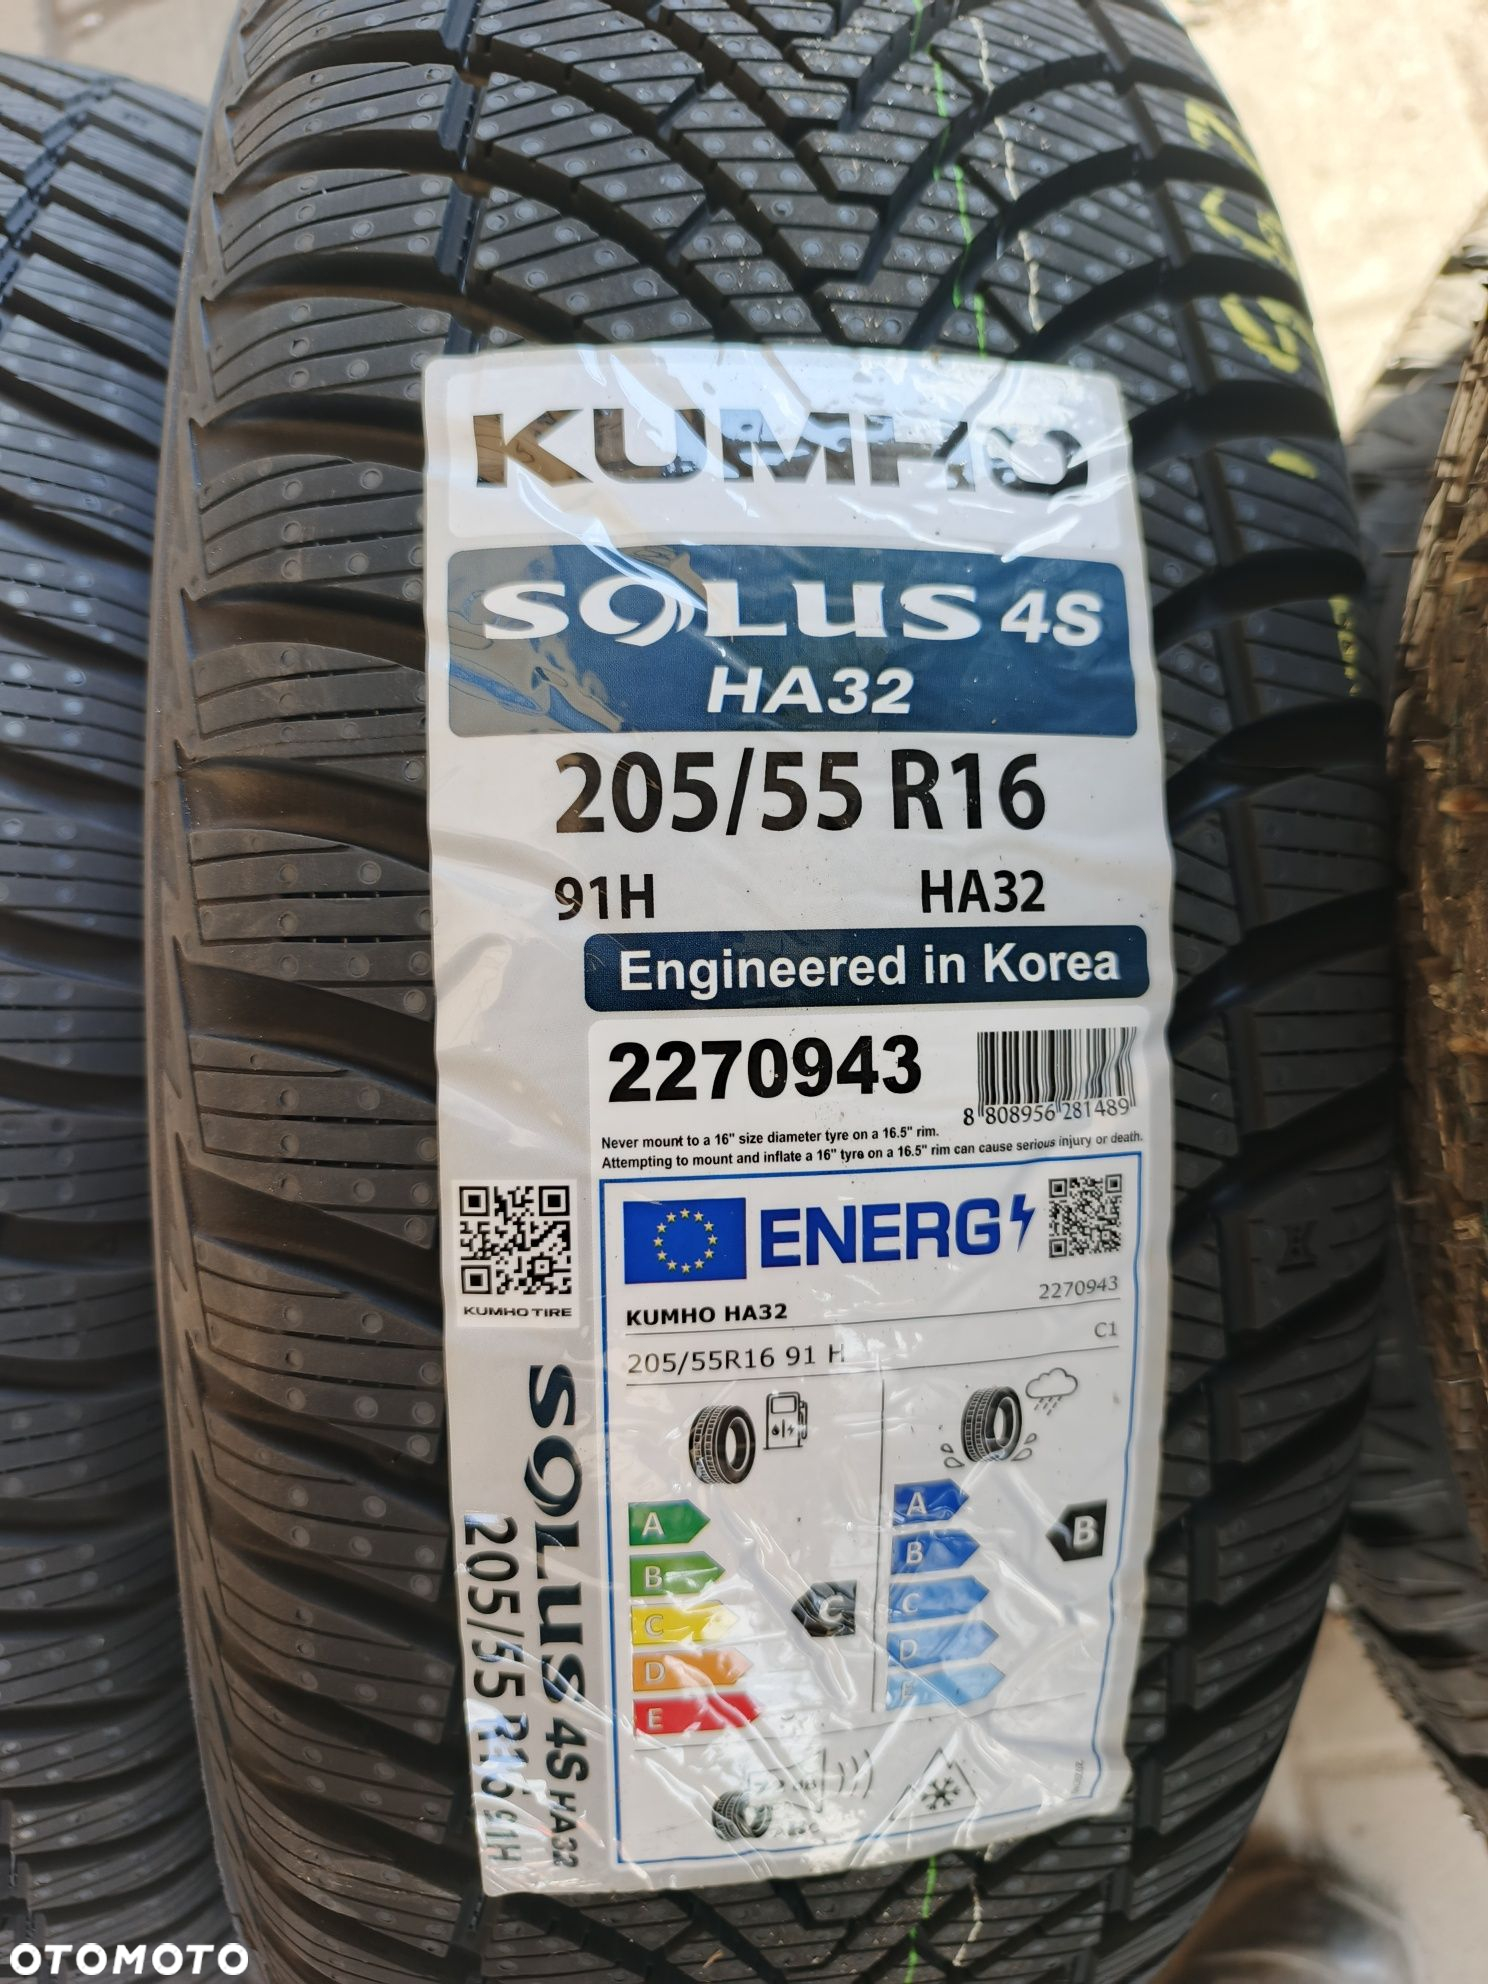 KUMHO
SOLUS 4S
HA32
205/55 R16
91H HA32
Engineered in Korea
2270943
8 808956 281489
Never mount to a 16" size diameter tyre on a 16.5" rim.
Attempting to mount and inflate a 16" tyre on a 16.5" rim can cause serious injury or death.
ENERG
KUMHO TIRE
KUMHO HA32 2270943
205/55R16 91 H C1
A
B
C
D
E
C
A
B
C
D
E
B
72 dB
SOLUS 4S HA32
205/55 R16 91H
OTOMOTO